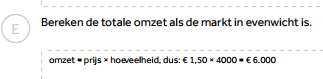 E
Bereken de totale omzet als de markt in evenwicht is.
omzet = prijs × hoeveelheid, dus: € 1,50 × 4000 = € 6.000